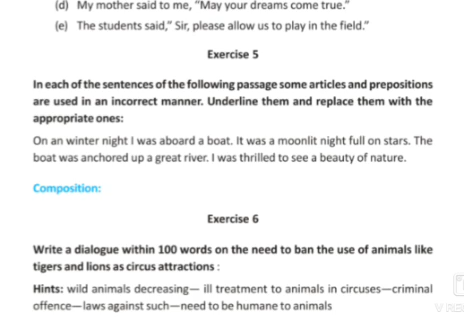 (d) My mother said to me, "May your dreams come true."
(e) The students said," Sir, please allow us to play in the field."
Exercise 5
In each of the sentences of the following passage some articles and prepositions
are used in an incorrect manner. Underline them and replace them with the
appropriate ones:
On an winter night I was aboard a boat. It was a moonlit night full on stars. The
boat was anchored up a great river. I was thrilled to see a beauty of nature.
Composition:
Exercise 6
Write a dialogue within 100 words on the need to ban the use of animals like
tigers and lions as circus attractions :
Hints: wild animals decreasing— ill treatment to animals in circuses—criminal
offence—laws against such—need to be humane to animals